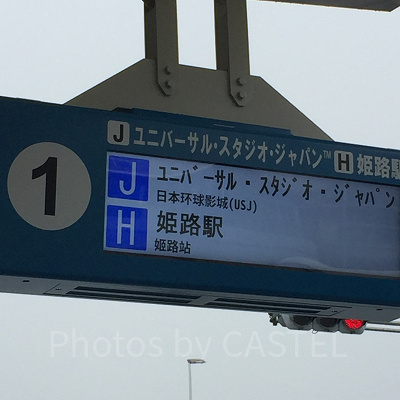 J ユニバーサル・スタジオ・ジャパン™ H 姫路駅
1
J ユニバーサル・スタジオ・ジャパン
日本环球影城(USJ)
H 姫路駅
姬路站
Photos by CASTEL